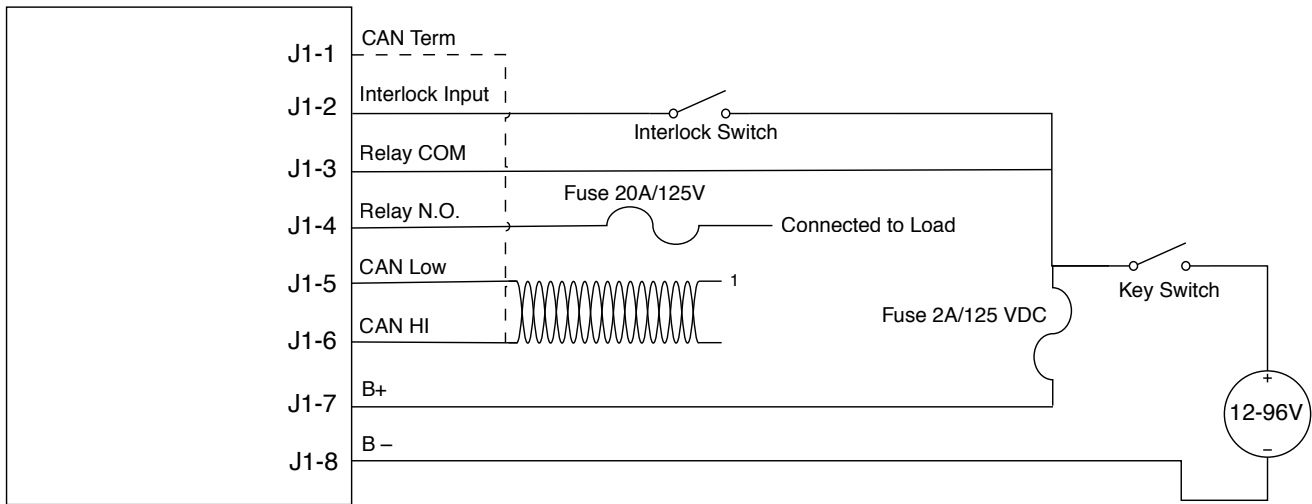 J1-1
CAN Term
J1-2
Interlock Input
Interlock Switch
J1-3
Relay COM
Fuse 20A/125V
J1-4
Relay N.O.
Connected to Load
J1-5
CAN Low
1
Key Switch
J1-6
CAN HI
Fuse 2A/125 VDC
J1-7
B+
+
12-96V
–
J1-8
B –